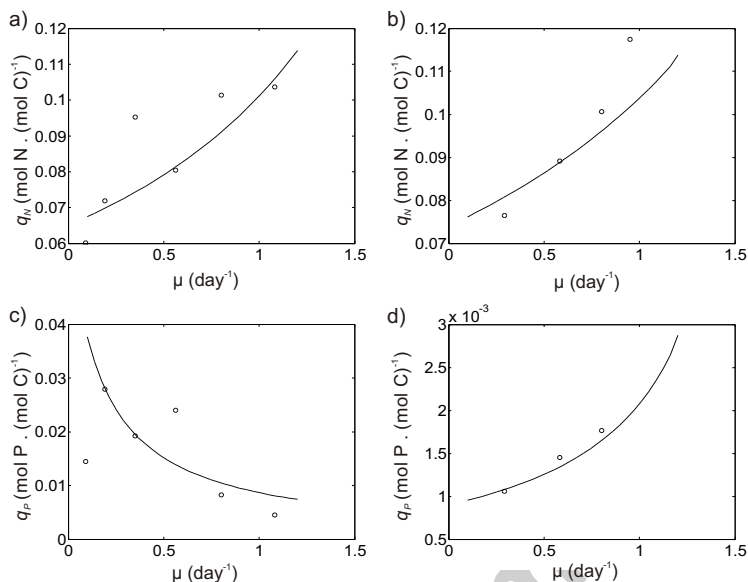 a)
0.12
0.11
0.1
0.09
0.08
0.07
0.06
0 0.5 1 1.5
q_N (mol N . (mol C)⁻¹
μ (day⁻¹)
b)
0.12
0.11
0.1
0.09
0.08
0.07
0 0.5 1 1.5
q_N (mol N . (mol C)⁻¹
μ (day⁻¹)
c)
0.04
0.03
0.02
0.01
0
0 0.5 1 1.5
q_P (mol P . (mol C)⁻¹
μ (day⁻¹)
d)
x 10⁻³
3
2.5
2
1.5
1
0.5
0 0.5 1 1.5
q_P (mol P . (mol C)⁻¹
μ (day⁻¹)